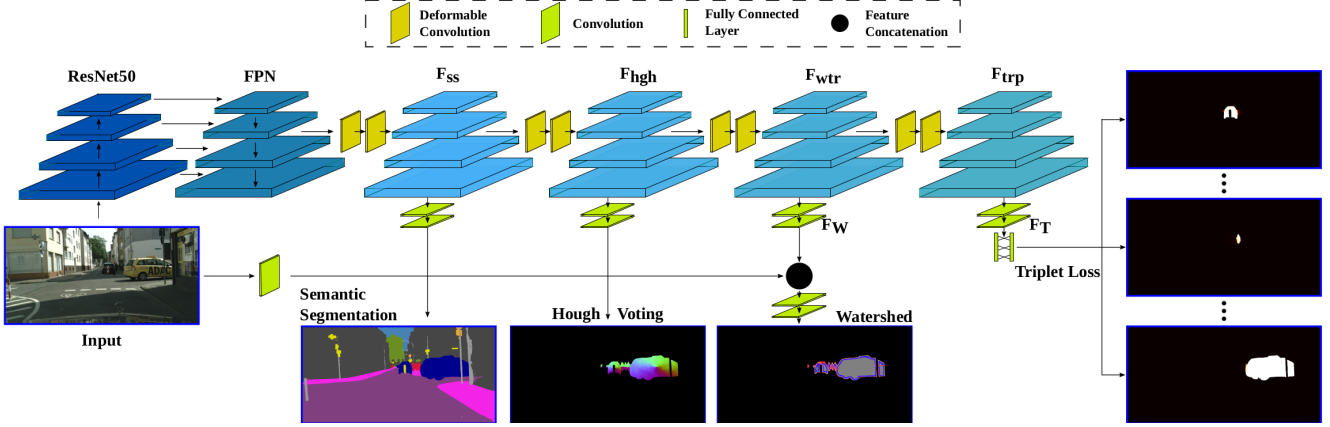 Deformable
Convolution
Convolution
Fully Connected
Layer
Feature
Concatenation
ResNet50
FPN
Fss
Fhgh
Fwtr
Ftrp
FW
FT
Triplet Loss
ADAC
Input
Semantic
Segmentation
Hough Voting
Watershed